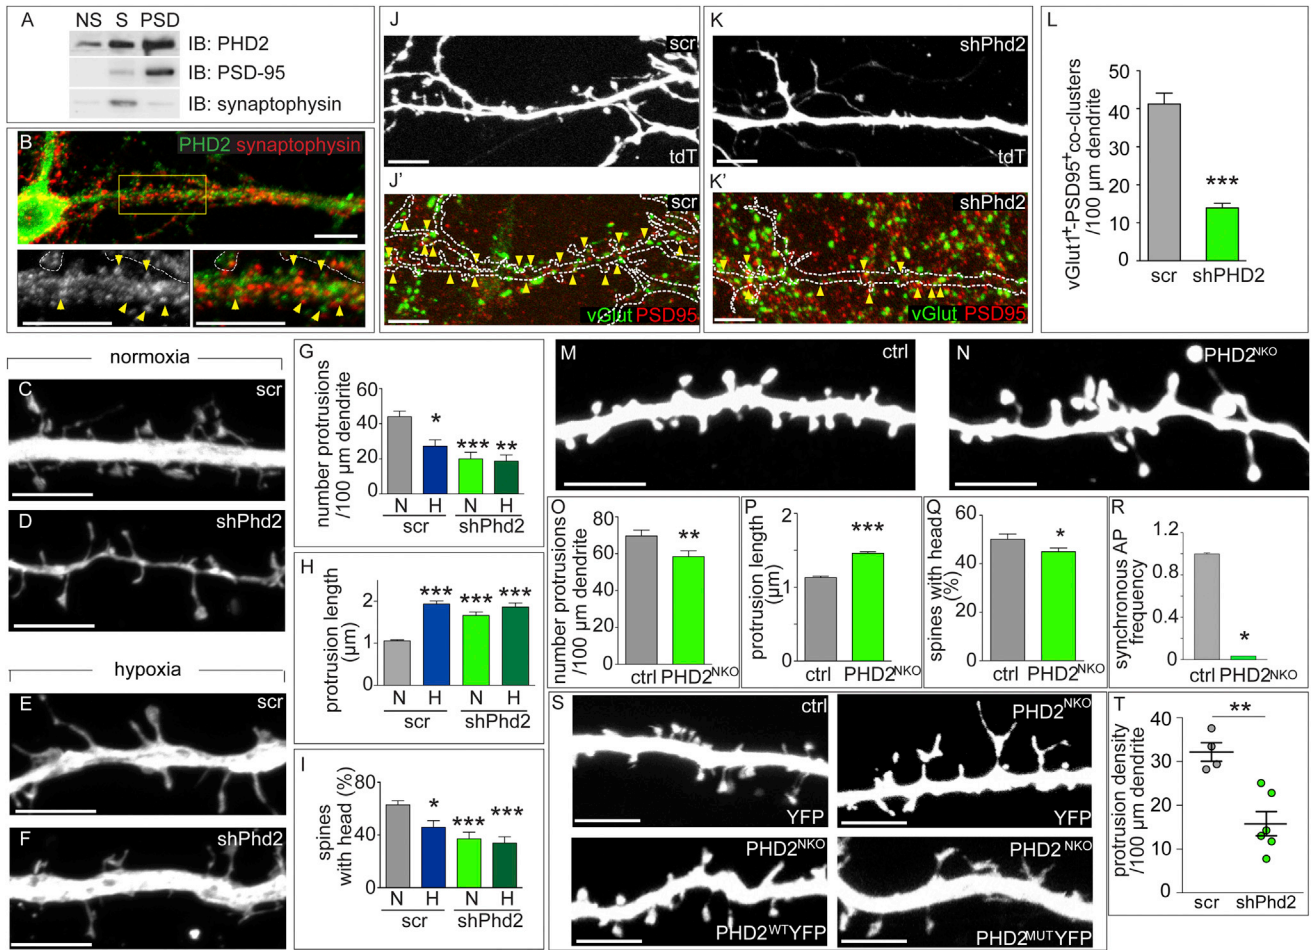 A
NS S PSD
IB: PHD2
IB: PSD-95
IB: synaptophysin
B
PHD2 synaptophysin
normoxia
C
scr
D
shPhd2
hypoxia
E
scr
F
shPhd2
G
number protrusions
/100 µm dendrite
60
40
20
0
* *** **
N H N H
scr shPhd2
H
protrusion length
(µm)
2
1
0
*** *** ***
N H N H
scr shPhd2
I
spines
with head (%)
80
40
0
* *** ***
N H N H
scr shPhd2
J
scr
tdT
J'
scr
vGlut PSD95
K
shPhd2
tdT
K'
shPhd2
vGlut PSD95
L
vGlut1+-PSD95+co-clusters
/100 µm dendrite
50
40
30
20
10
0
***
scr shPHD2
M
ctrl
N
PHD2NKO
O
number protrusions
/100 µm dendrite
80
60
40
20
0
**
ctrl PHD2NKO
P
protrusion length
(µm)
2
1
0
***
ctrl PHD2NKO
Q
spines with head
(%)
60
40
20
0
*
ctrl PHD2NKO
R
synchronous AP
frequency
1.2
0.8
0.4
0
*
ctrl PHD2NKO
S
ctrl
YFP
PHD2NKO
YFP
PHD2NKO
PHD2WTYFP
PHD2NKO
PHD2MUTYFP
T
protrusion density
/100 µm dendrite
40
30
20
10
0
**
scr shPhd2